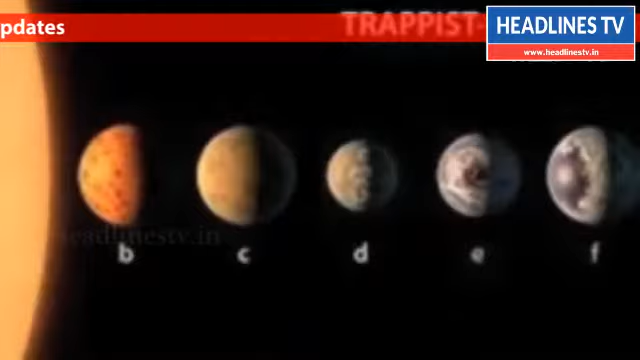 pdates
TRAPPIST-
HEADLINES TV
www.headlinestv.in
headlinestv.in
b c d e f